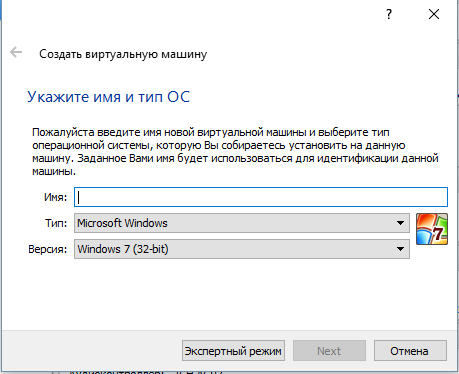 ?
Создать виртуальную машину
Укажите имя и тип ОС
Пожалуйста введите имя новой виртуальной машины и выберите тип
операционной системы, которую Вы собираетесь установить на данную
машину. Заданное Вами имя будет использоваться для идентификации данной
машины.
Имя:
Тип: Microsoft Windows
7
Версия: Windows 7 (32-bit)
Экспертный режим Next Отмена